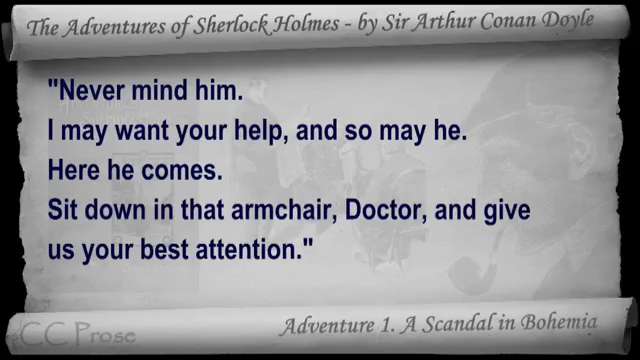 The Adventures of Sherlock Holmes - by Sir Arthur Conan Doyle
"Never mind him.
I may want your help, and so may he.
Here he comes.
Sit down in that armchair, Doctor, and give
us your best attention."
Adventure 1. A Scandal in Bohemia
CC Prose